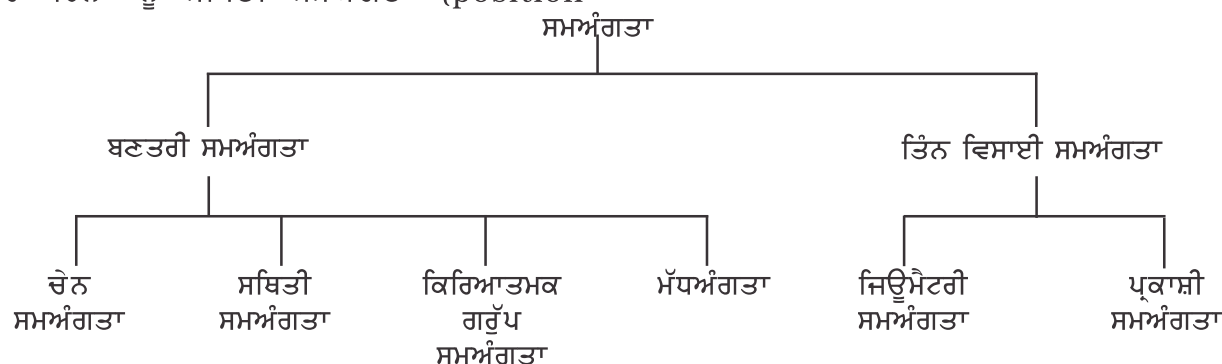 (position
ਸਮਅੰਗਤਾ
ਬਣਤਰੀ ਸਮਅੰਗਤਾ
ਤਿੰਨ ਵਿਸਾਈ ਸਮਅੰਗਤਾ
ਚੇਨ
ਸਮਅੰਗਤਾ
ਸਥਿਤੀ
ਸਮਅੰਗਤਾ
ਕਿਰਿਆਤਮਕ
ਗਰੁੱਪ
ਸਮਅੰਗਤਾ
ਮੱਧਅੰਗਤਾ
ਜਿਊਮੈਟਰੀ
ਸਮਅੰਗਤਾ
ਪ੍ਰਕਾਸ਼ੀ
ਸਮਅੰਗਤਾ